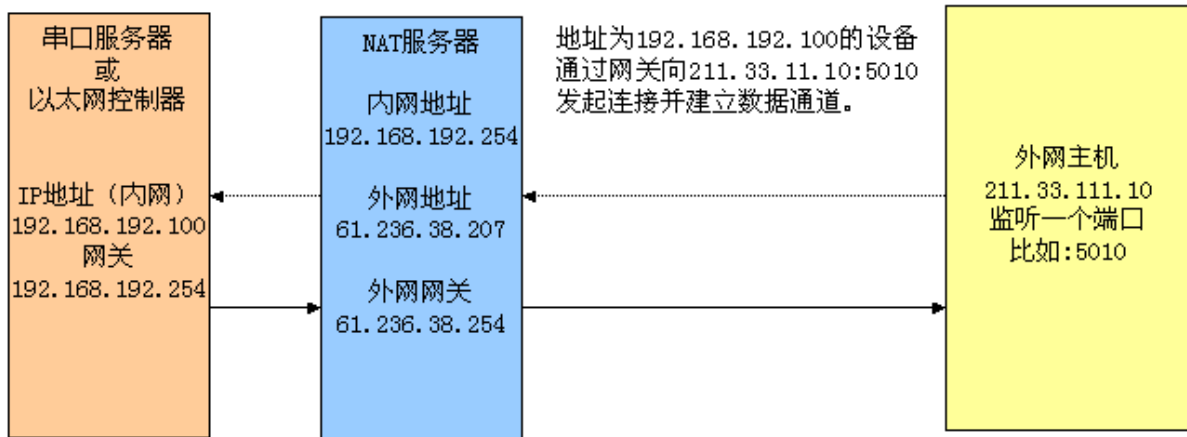 串口服务器
或
以太网控制器
IP地址（内网）
192.168.192.100
网关
192.168.192.254
NAT服务器
内网地址
192.168.192.254
外网地址
61.236.38.207
外网网关
61.236.38.254
地址为192.168.192.100的设备
通过网关向211.33.11.10:5010
发起连接并建立数据通道。
外网主机
211.33.111.10
监听一个端口
比如:5010